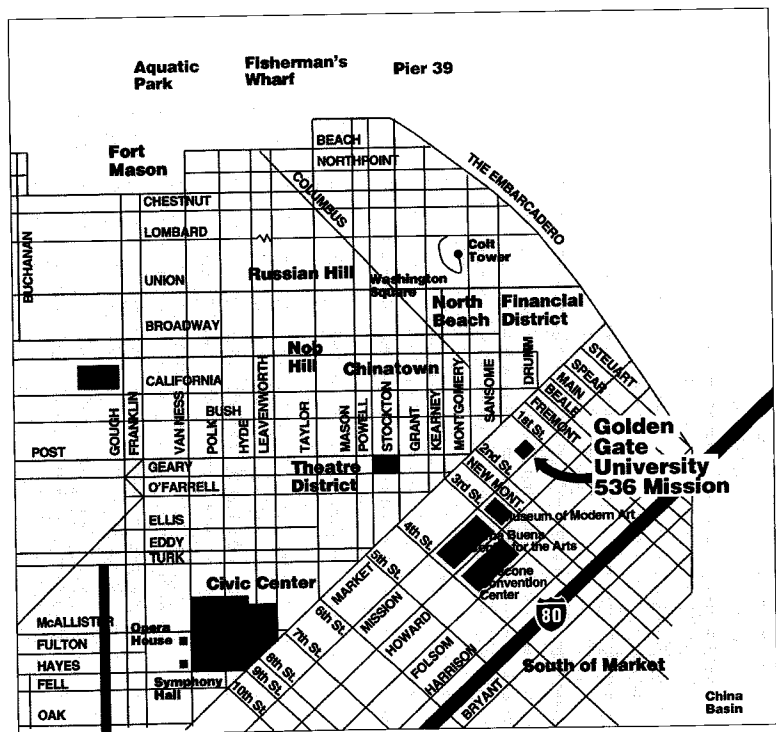 Aquatic
Park
Fisherman's
Wharf
Pier 39
Fort
Mason
BEACH
NORTHPOINT
THE EMBARCADERO
CHESTNUT
COLUMBUS
LOMBARD
Colt
Tower
BUCHANAN
UNION
Russian Hill
Washington
Square
North
Beach
Financial
District
BROADWAY
Nob
Hill
Chinatown
DRUMM
STEUART
SPEAR
MAIN
BEALE
FREMONT
1st St.
CALIFORNIA
BUSH
GOUGH
FRANKLIN
VAN NESS
POLK
HYDE
LEAVENWORTH
TAYLOR
MASON
POWELL
STOCKTON
GRANT
KEARNEY
MONTGOMERY
SANSOME
Golden
Gate
University
536 Mission
POST
2nd St.
NEW MONT
3rd St.
GEARY
O'FARRELL
Theatre
District
ELLIS
EDDY
TURK
4th St.
Museum of Modern Art
Buena
for the Arts
Convention
Center
5th St.
MARKET
MISSION
HOWARD
FOLSOM
HARRISON
BRYANT
80
Civic Center
6th St.
7th St.
8th St.
9th St.
10th St.
McALLISTER
FULTON
Opera
House
HAYES
FELL
Symphony
Hall
OAK
South of Market
China
Basin